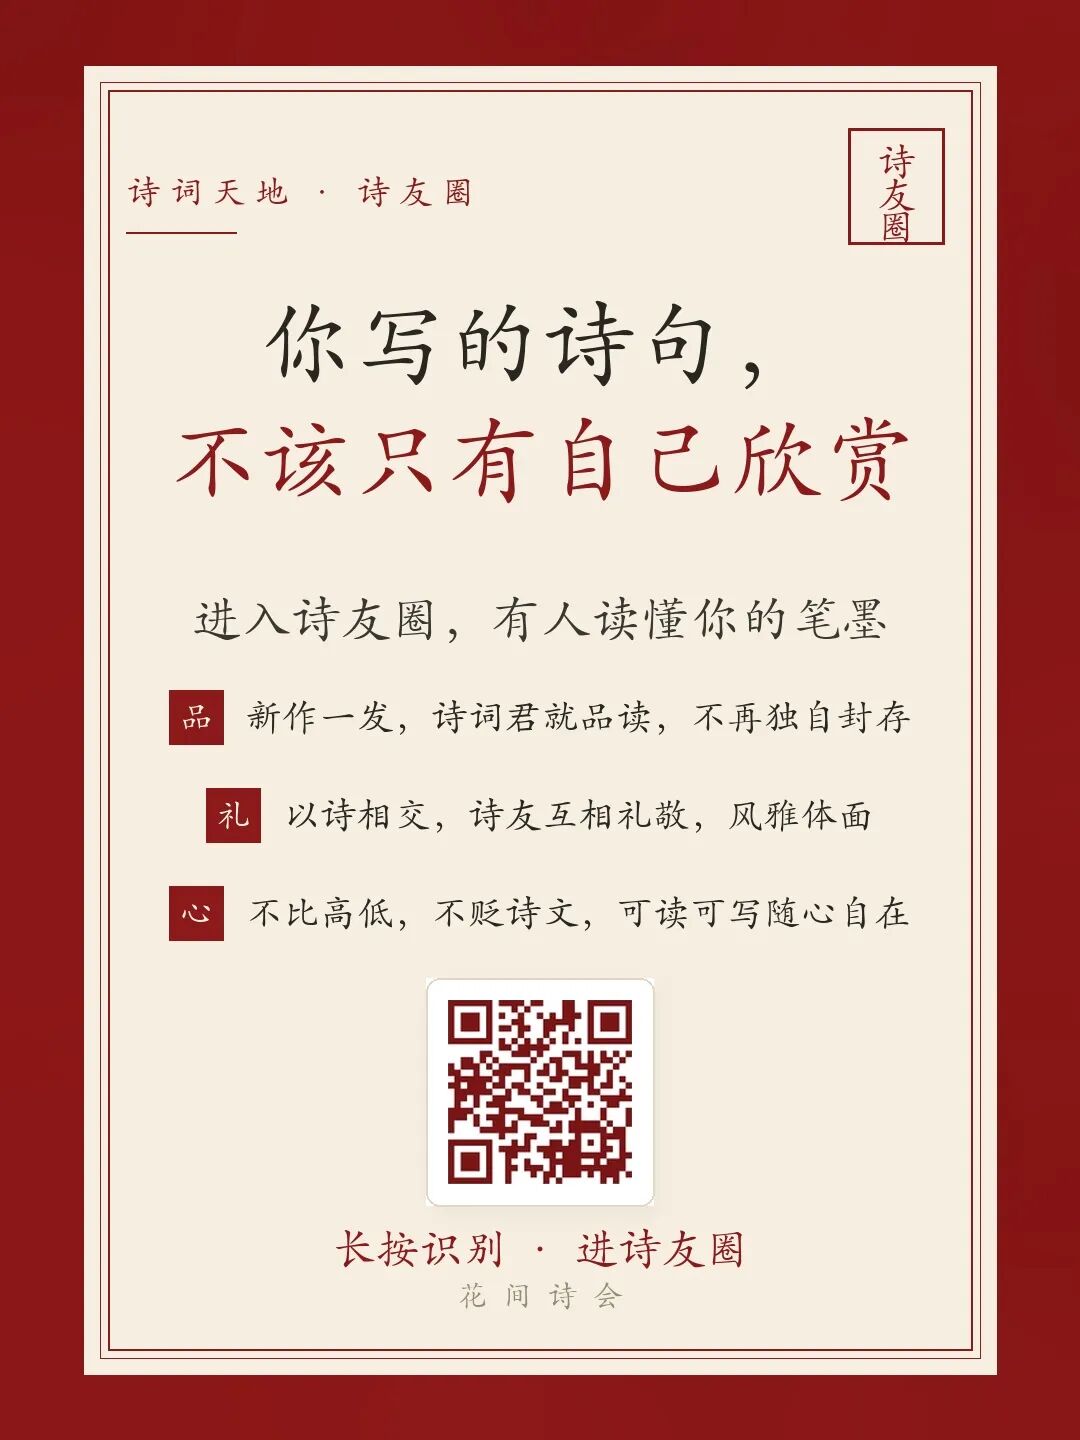 诗词天地 · 诗友圈
诗友圈
你写的诗句，
不该只有自己欣赏
进入诗友圈，有人读懂你的笔墨
品 新作一发，诗词君就品读，不再独自封存
礼 以诗相交，诗友互相礼敬，风雅体面
心 不比高低，不贬诗文，可读可写随心自在
长按识别 · 进诗友圈
花间诗会